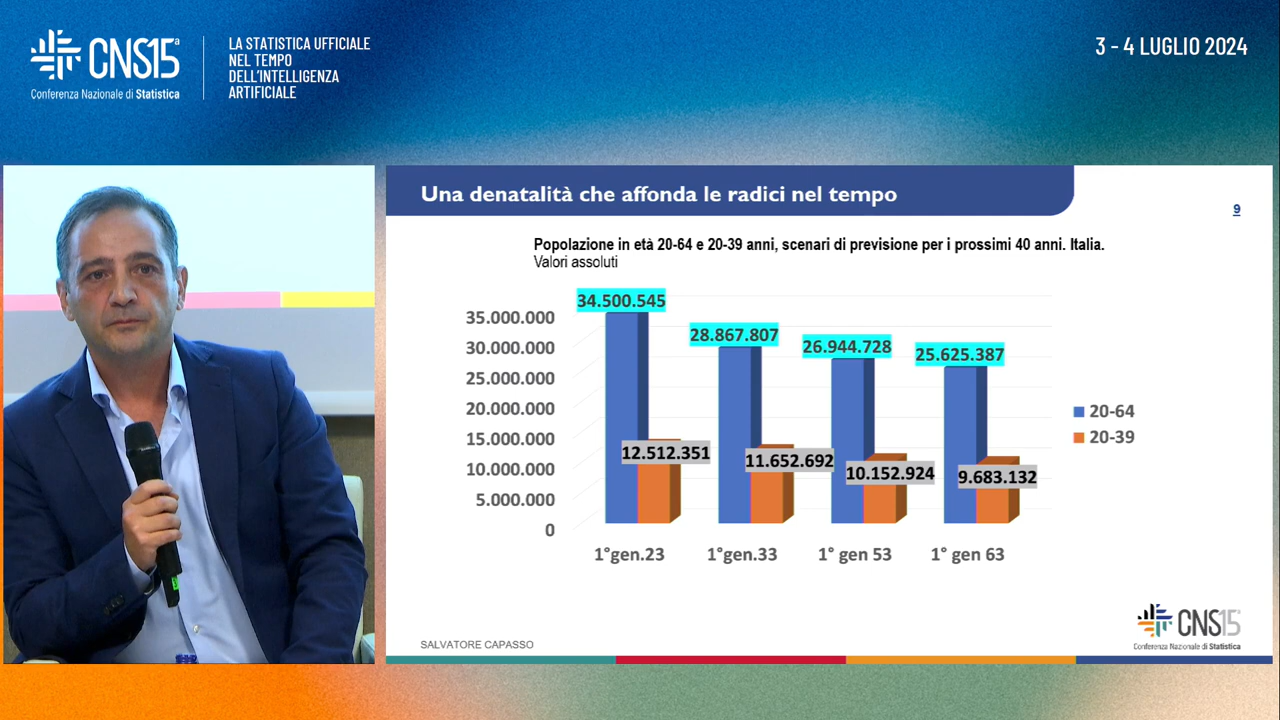 CNS15ª
Conferenza Nazionale di Statistica
LA STATISTICA UFFICIALE
NEL TEMPO
DELL'INTELLIGENZA
ARTIFICIALE
3 - 4 LUGLIO 2024
Una denatalità che affonda le radici nel tempo
9
Popolazione in età 20-64 e 20-39 anni, scenari di previsione per i prossimi 40 anni. Italia.
Valori assoluti
35.000.000
30.000.000
25.000.000
20.000.000
15.000.000
10.000.000
5.000.000
0
34.500.545
28.867.807
26.944.728
25.625.387
12.512.351
11.652.692
10.152.924
9.683.132
1°gen.23
1°gen.33
1° gen 53
1° gen 63
20-64
20-39
SALVATORE CAPASSO
CNS15ª
Conferenza Nazionale di Statistica